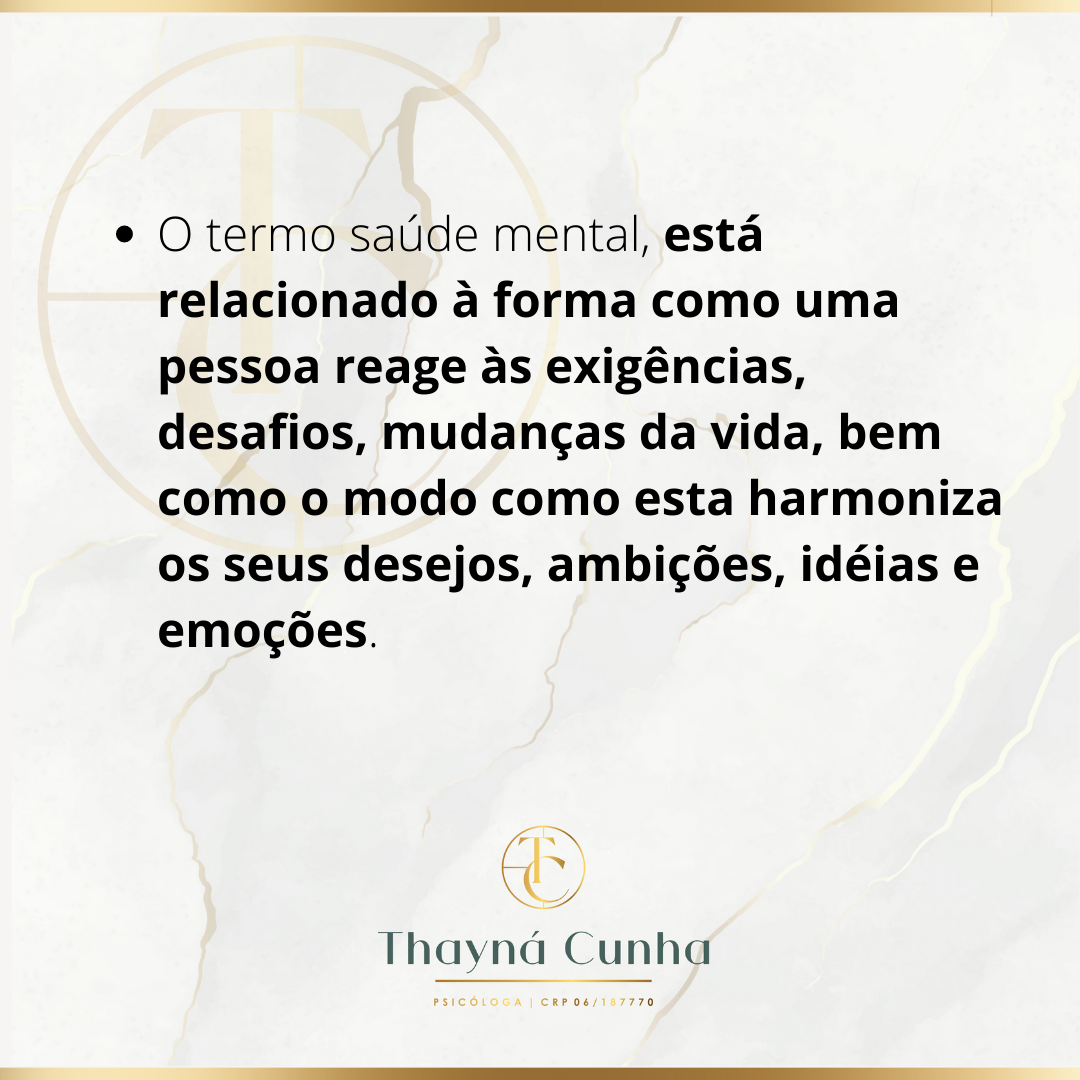 • O termo saúde mental, está
relacionado à forma como uma
pessoa reage às exigências,
desafios, mudanças da vida, bem
como o modo como esta harmoniza
os seus desejos, ambições, idéias e
emoções.
TC
Thayná Cunha
PSICÓLOGA | CRP 06/187770